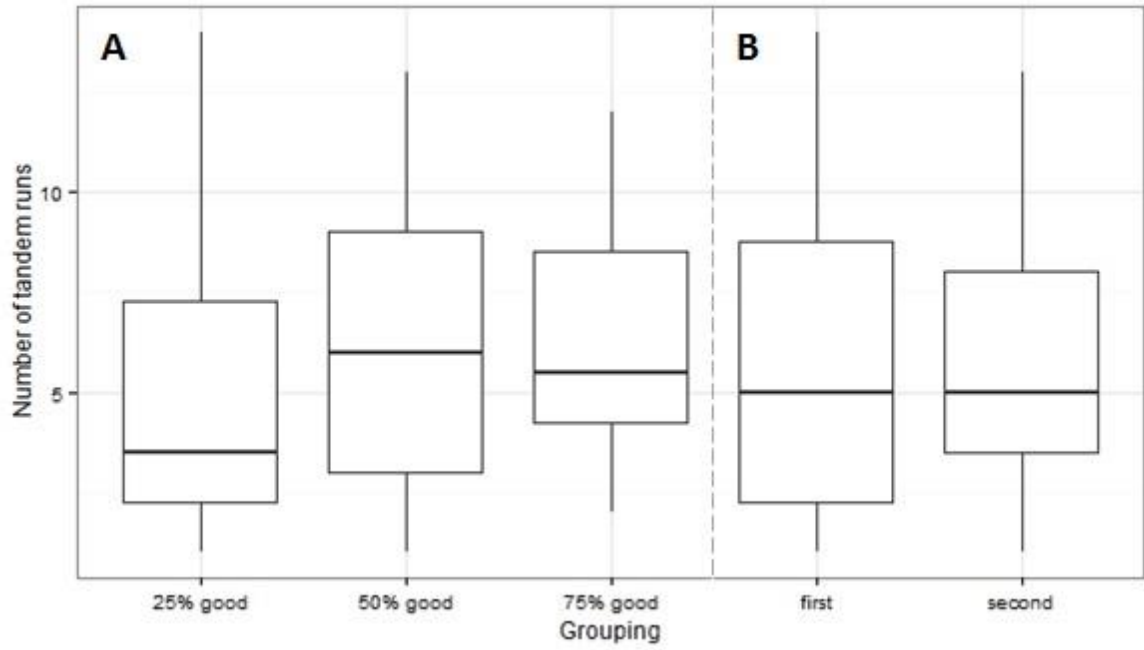 A
B
Number of tandem runs
10
5
25% good
50% good
75% good
first
second
Grouping